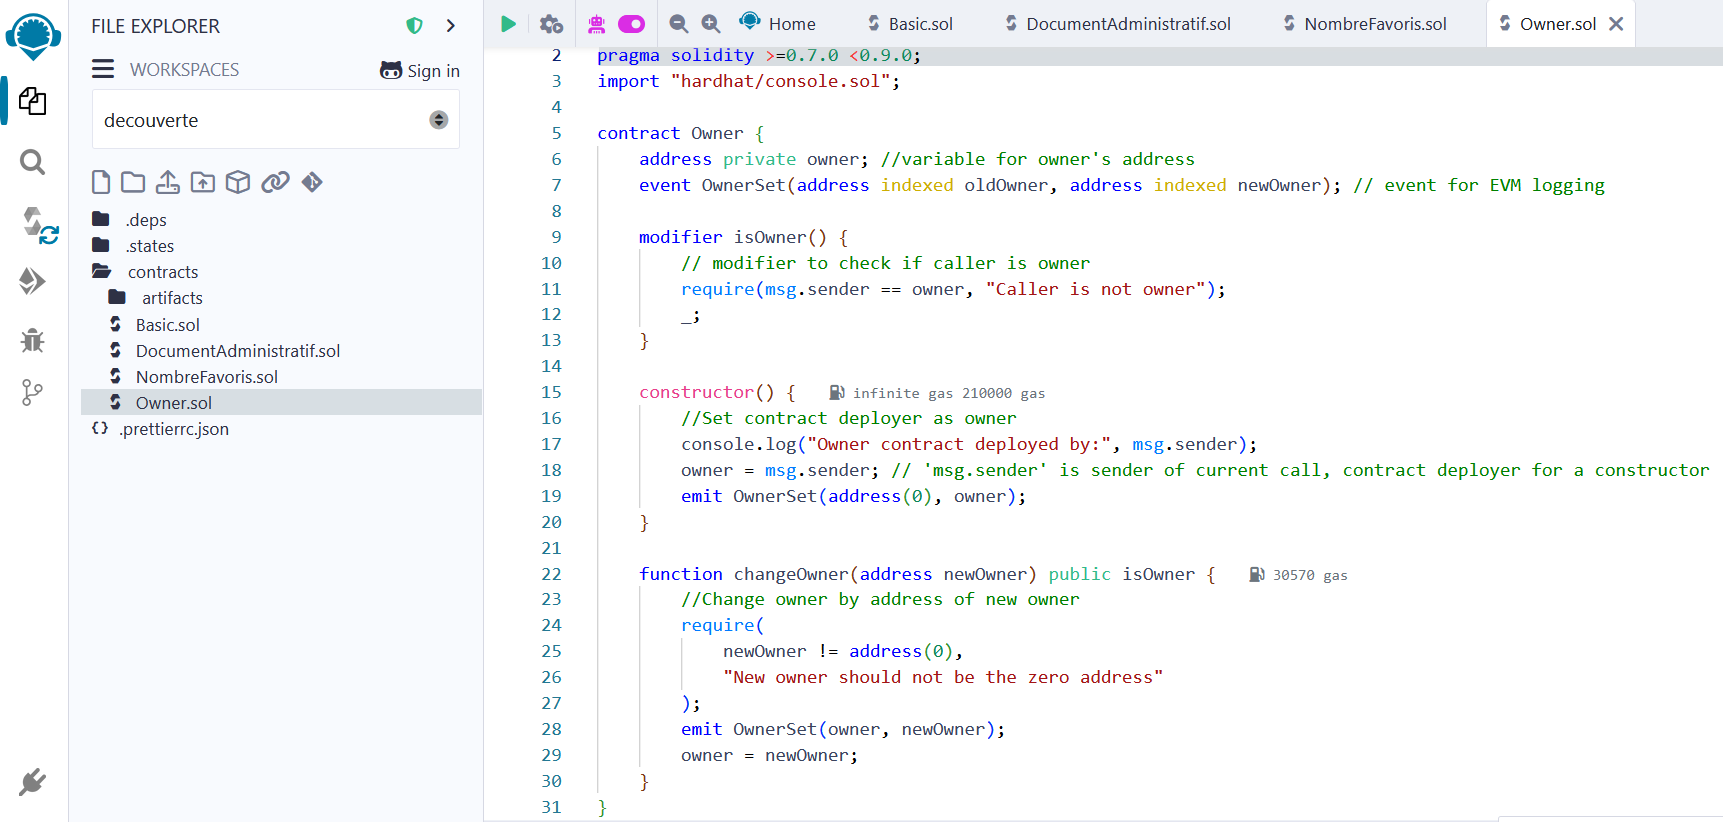 FILE EXPLORER
WORKSPACES
Sign in
decouverte
.deps
.states
contracts
artifacts
Basic.sol
DocumentAdministratif.sol
NombreFavoris.sol
Owner.sol
{} .prettierrc.json
Home
Basic.sol
DocumentAdministratif.sol
NombreFavoris.sol
Owner.sol
2 pragma solidity >=0.7.0 <0.9.0;
3 import "hardhat/console.sol";
4
5 contract Owner {
6 address private owner; //variable for owner's address
7 event OwnerSet(address indexed oldOwner, address indexed newOwner); // event for EVM logging
8
9 modifier isOwner() {
10 // modifier to check if caller is owner
11 require(msg.sender == owner, "Caller is not owner");
12 _;
13 }
14
15 constructor() { infinite gas 210000 gas
16 //Set contract deployer as owner
17 console.log("Owner contract deployed by:", msg.sender);
18 owner = msg.sender; // 'msg.sender' is sender of current call, contract deployer for a constructor
19 emit OwnerSet(address(0), owner);
20 }
21
22 function changeOwner(address newOwner) public isOwner { 30570 gas
23 //Change owner by address of new owner
24 require(
25 newOwner != address(0),
26 "New owner should not be the zero address"
27 );
28 emit OwnerSet(owner, newOwner);
29 owner = newOwner;
30 }
31 }